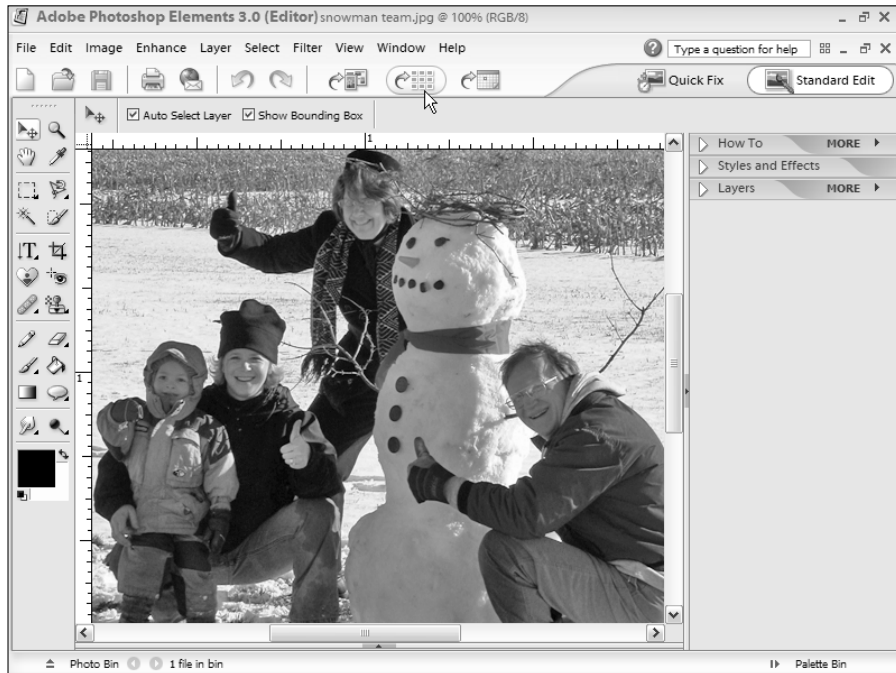 Adobe Photoshop Elements 3.0 (Editor) snowman team.jpg @ 100% (RGB/8)
File Edit Image Enhance Layer Select Filter View Window Help
Type a question for help
Quick Fix
Standard Edit
Auto Select Layer Show Bounding Box
1
How To MORE
Styles and Effects
Layers MORE
1
Photo Bin 1 file in bin
Palette Bin